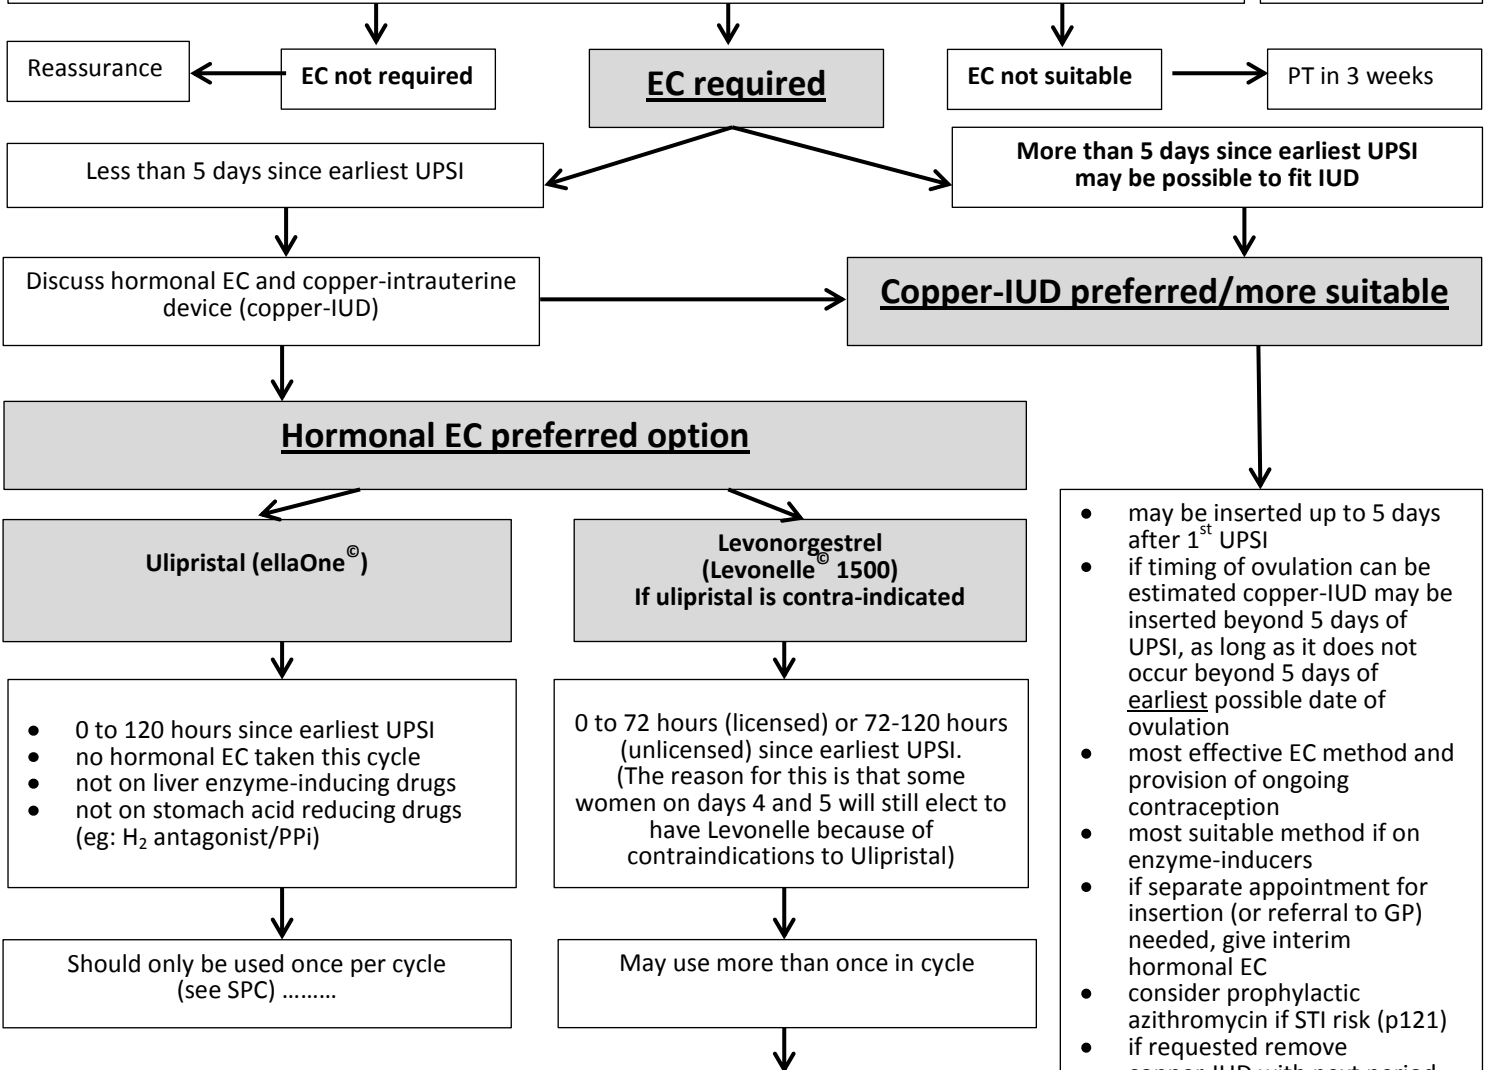 Reassurance
EC not required
EC required
EC not suitable
PT in 3 weeks
Less than 5 days since earliest UPSI
More than 5 days since earliest UPSI
may be possible to fit IUD
Discuss hormonal EC and copper-intrauterine
device (copper-IUD)
Copper-IUD preferred/more suitable
Hormonal EC preferred option
Ulipristal (ellaOne©)
Levonorgestrel
(Levonelle© 1500)
If ulipristal is contra-indicated
• 0 to 120 hours since earliest UPSI
• no hormonal EC taken this cycle
• not on liver enzyme-inducing drugs
• not on stomach acid reducing drugs
(eg: H₂ antagonist/PPi)
0 to 72 hours (licensed) or 72-120 hours
(unlicensed) since earliest UPSI.
(The reason for this is that some
women on days 4 and 5 will still elect to
have Levonelle because of
contraindications to Ulipristal)
Should only be used once per cycle
(see SPC) .........
May use more than once in cycle
• may be inserted up to 5 days
after 1st UPSI
• if timing of ovulation can be
estimated copper-IUD may be
inserted beyond 5 days of
UPSI, as long as it does not
occur beyond 5 days of
earliest possible date of
ovulation
• most effective EC method and
provision of ongoing
contraception
• most suitable method if on
enzyme-inducers
• if separate appointment for
insertion (or referral to GP)
needed, give interim
hormonal EC
• consider prophylactic
azithromycin if STI risk (p121)
• if requested remove
copper-IUD with next period